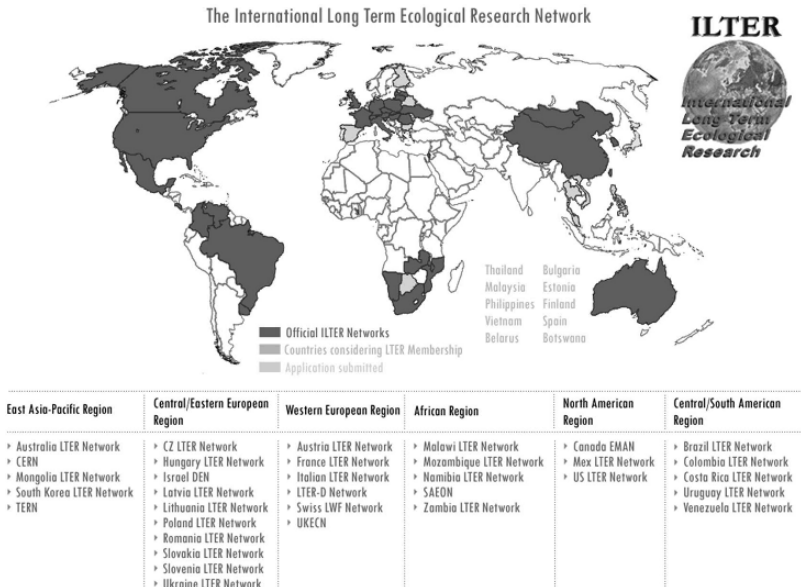 The International Long Term Ecological Research Network
ILTER
International
Long Term
Ecological
Research
Thailand Bulgaria
Malaysia Estonia
Philippines Finland
Vietnam Spain
Belarus Botswana
Official ILTER Networks
Countries considering LTER Membership
Application submitted
East Asia-Pacific Region
Australia LTER Network
CERN
Mongolia LTER Network
South Korea LTER Network
TERN
Central/Eastern European
Region
CZ LTER Network
Hungary LTER Network
Israel DEN
Latvia LTER Network
Lithuania LTER Network
Poland LTER Network
Romania LTER Network
Slovakia LTER Network
Slovenia LTER Network
Ukraine LTER Network
Western European Region
Austria LTER Network
France LTER Network
Italian LTER Network
LTER-D Network
Swiss LWF Network
UKECN
African Region
Malawi LTER Network
Mozambique LTER Network
Namibia LTER Network
SAEON
Zambia LTER Network
North American
Region
Canada EMAN
Mex LTER Network
US LTER Network
Central/South American
Region
Brazil LTER Network
Colombia LTER Network
Costa Rica LTER Network
Uruguay LTER Network
Venezuela LTER Network